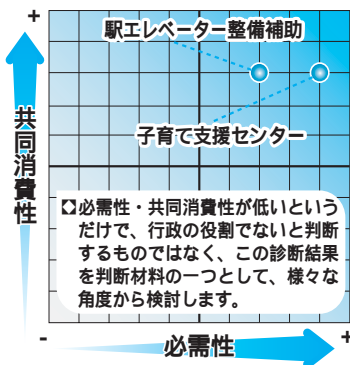 +
駅エレベーター整備補助
共同消費性
子育て支援センター
◘必需性・共同消費性が低いという
だけで、行政の役割でないと判断
するものではなく、この診断結果
を判断材料の一つとして、様々な
角度から検討します。
-
必需性
+